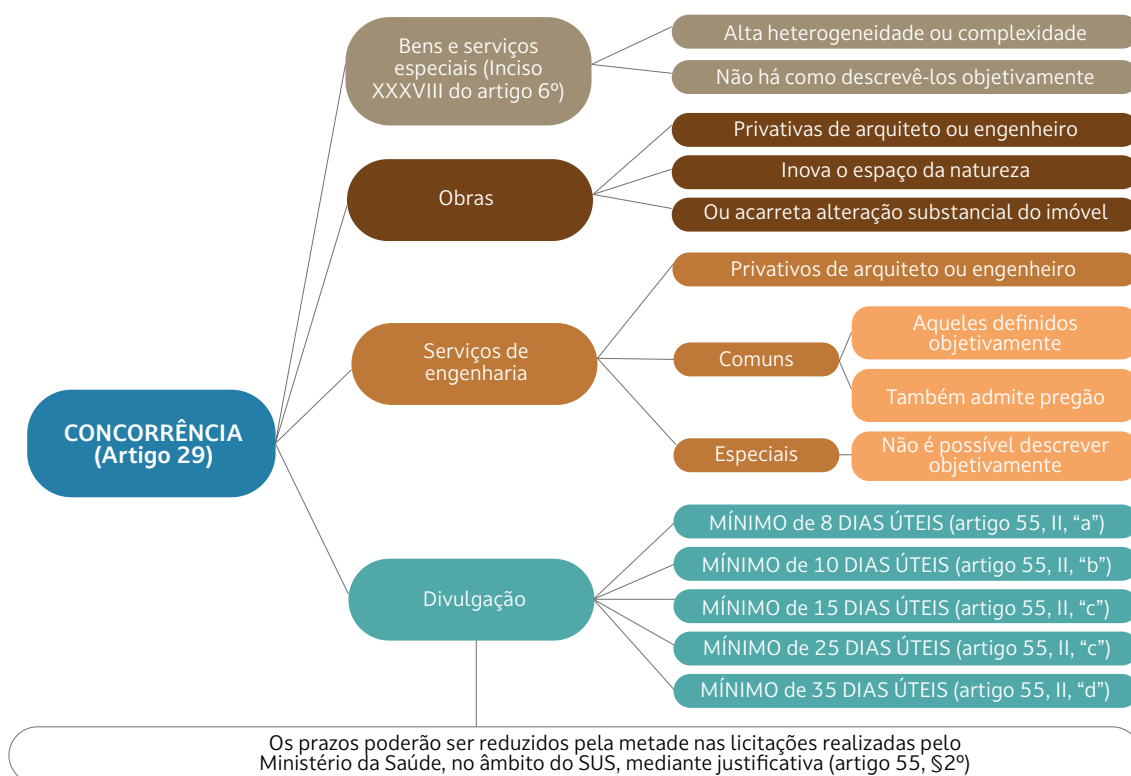 CONCORRÊNCIA
(Artigo 29)
Bens e serviços
especiais (Inciso
XXXVIII do artigo 6º)
Alta heterogeneidade ou complexidade
Não há como descrevê-los objetivamente
Obras
Privativas de arquiteto ou engenheiro
Inova o espaço da natureza
Ou acarreta alteração substancial do imóvel
Serviços de
engenharia
Privativos de arquiteto ou engenheiro
Comuns
Aqueles definidos
objetivamente
Também admite pregão
Especiais
Não é possível descrever
objetivamente
Divulgação
MÍNIMO de 8 DIAS ÚTEIS (artigo 55, II, “a”)
MÍNIMO de 10 DIAS ÚTEIS (artigo 55, II, “b”)
MÍNIMO de 15 DIAS ÚTEIS (artigo 55, II, “c”)
MÍNIMO de 25 DIAS ÚTEIS (artigo 55, II, “c”)
MÍNIMO de 35 DIAS ÚTEIS (artigo 55, II, “d”)
Os prazos poderão ser reduzidos pela metade nas licitações realizadas pelo
Ministério da Saúde, no âmbito do SUS, mediante justificativa (artigo 55, §2º)